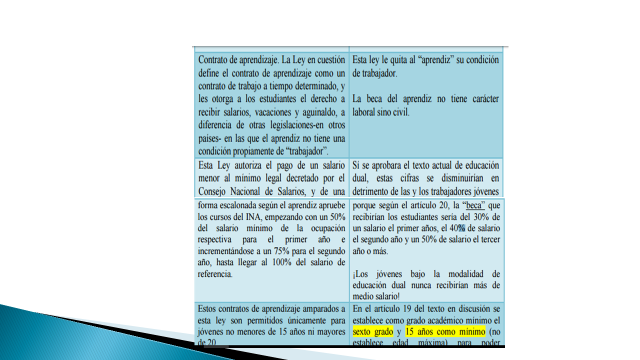 Contrato de aprendizaje. La Ley en cuestión
define el contrato de aprendizaje como un
contrato de trabajo a tiempo determinado, y
les otorga a los estudiantes el derecho a
recibir salarios, vacaciones y aguinaldo, a
diferencia de otras legislaciones-en otros
países- en las que el aprendiz no tiene una
condición propiamente de “trabajador”.
Esta ley le quita al “aprendiz” su condición
de trabajador.
La beca del aprendiz no tiene carácter
laboral sino civil.
Esta Ley autoriza el pago de un salario
menor al mínimo legal decretado por el
Consejo Nacional de Salarios, y de una
forma escalonada según el aprendiz apruebe
los cursos del INA, empezando con un 50%
del salario mínimo de la ocupación
respectiva para el primer año e
incrementándose a un 75% para el segundo
año, hasta llegar al 100% del salario de
referencia.
Si se aprobara el texto actual de educación
dual, estas cifras se disminuirían en
detrimento de las y los trabajadores jóvenes
porque según el artículo 20, la “beca” que
recibirían los estudiantes sería del 30% de
un salario el primer años, el 40% de salario
el segundo año y un 50% de salario el tercer
año o más.
¡Los jóvenes bajo la modalidad de
educación dual nunca recibirían más de
medio salario!
Estos contratos de aprendizaje amparados a
esta ley son permitidos únicamente para
jóvenes no menores de 15 años ni mayores
de 20
En el artículo 19 del texto en discusión se
establece como grado académico mínimo el
sexto grado y 15 años como mínimo (no
establece edad máxima) para poder